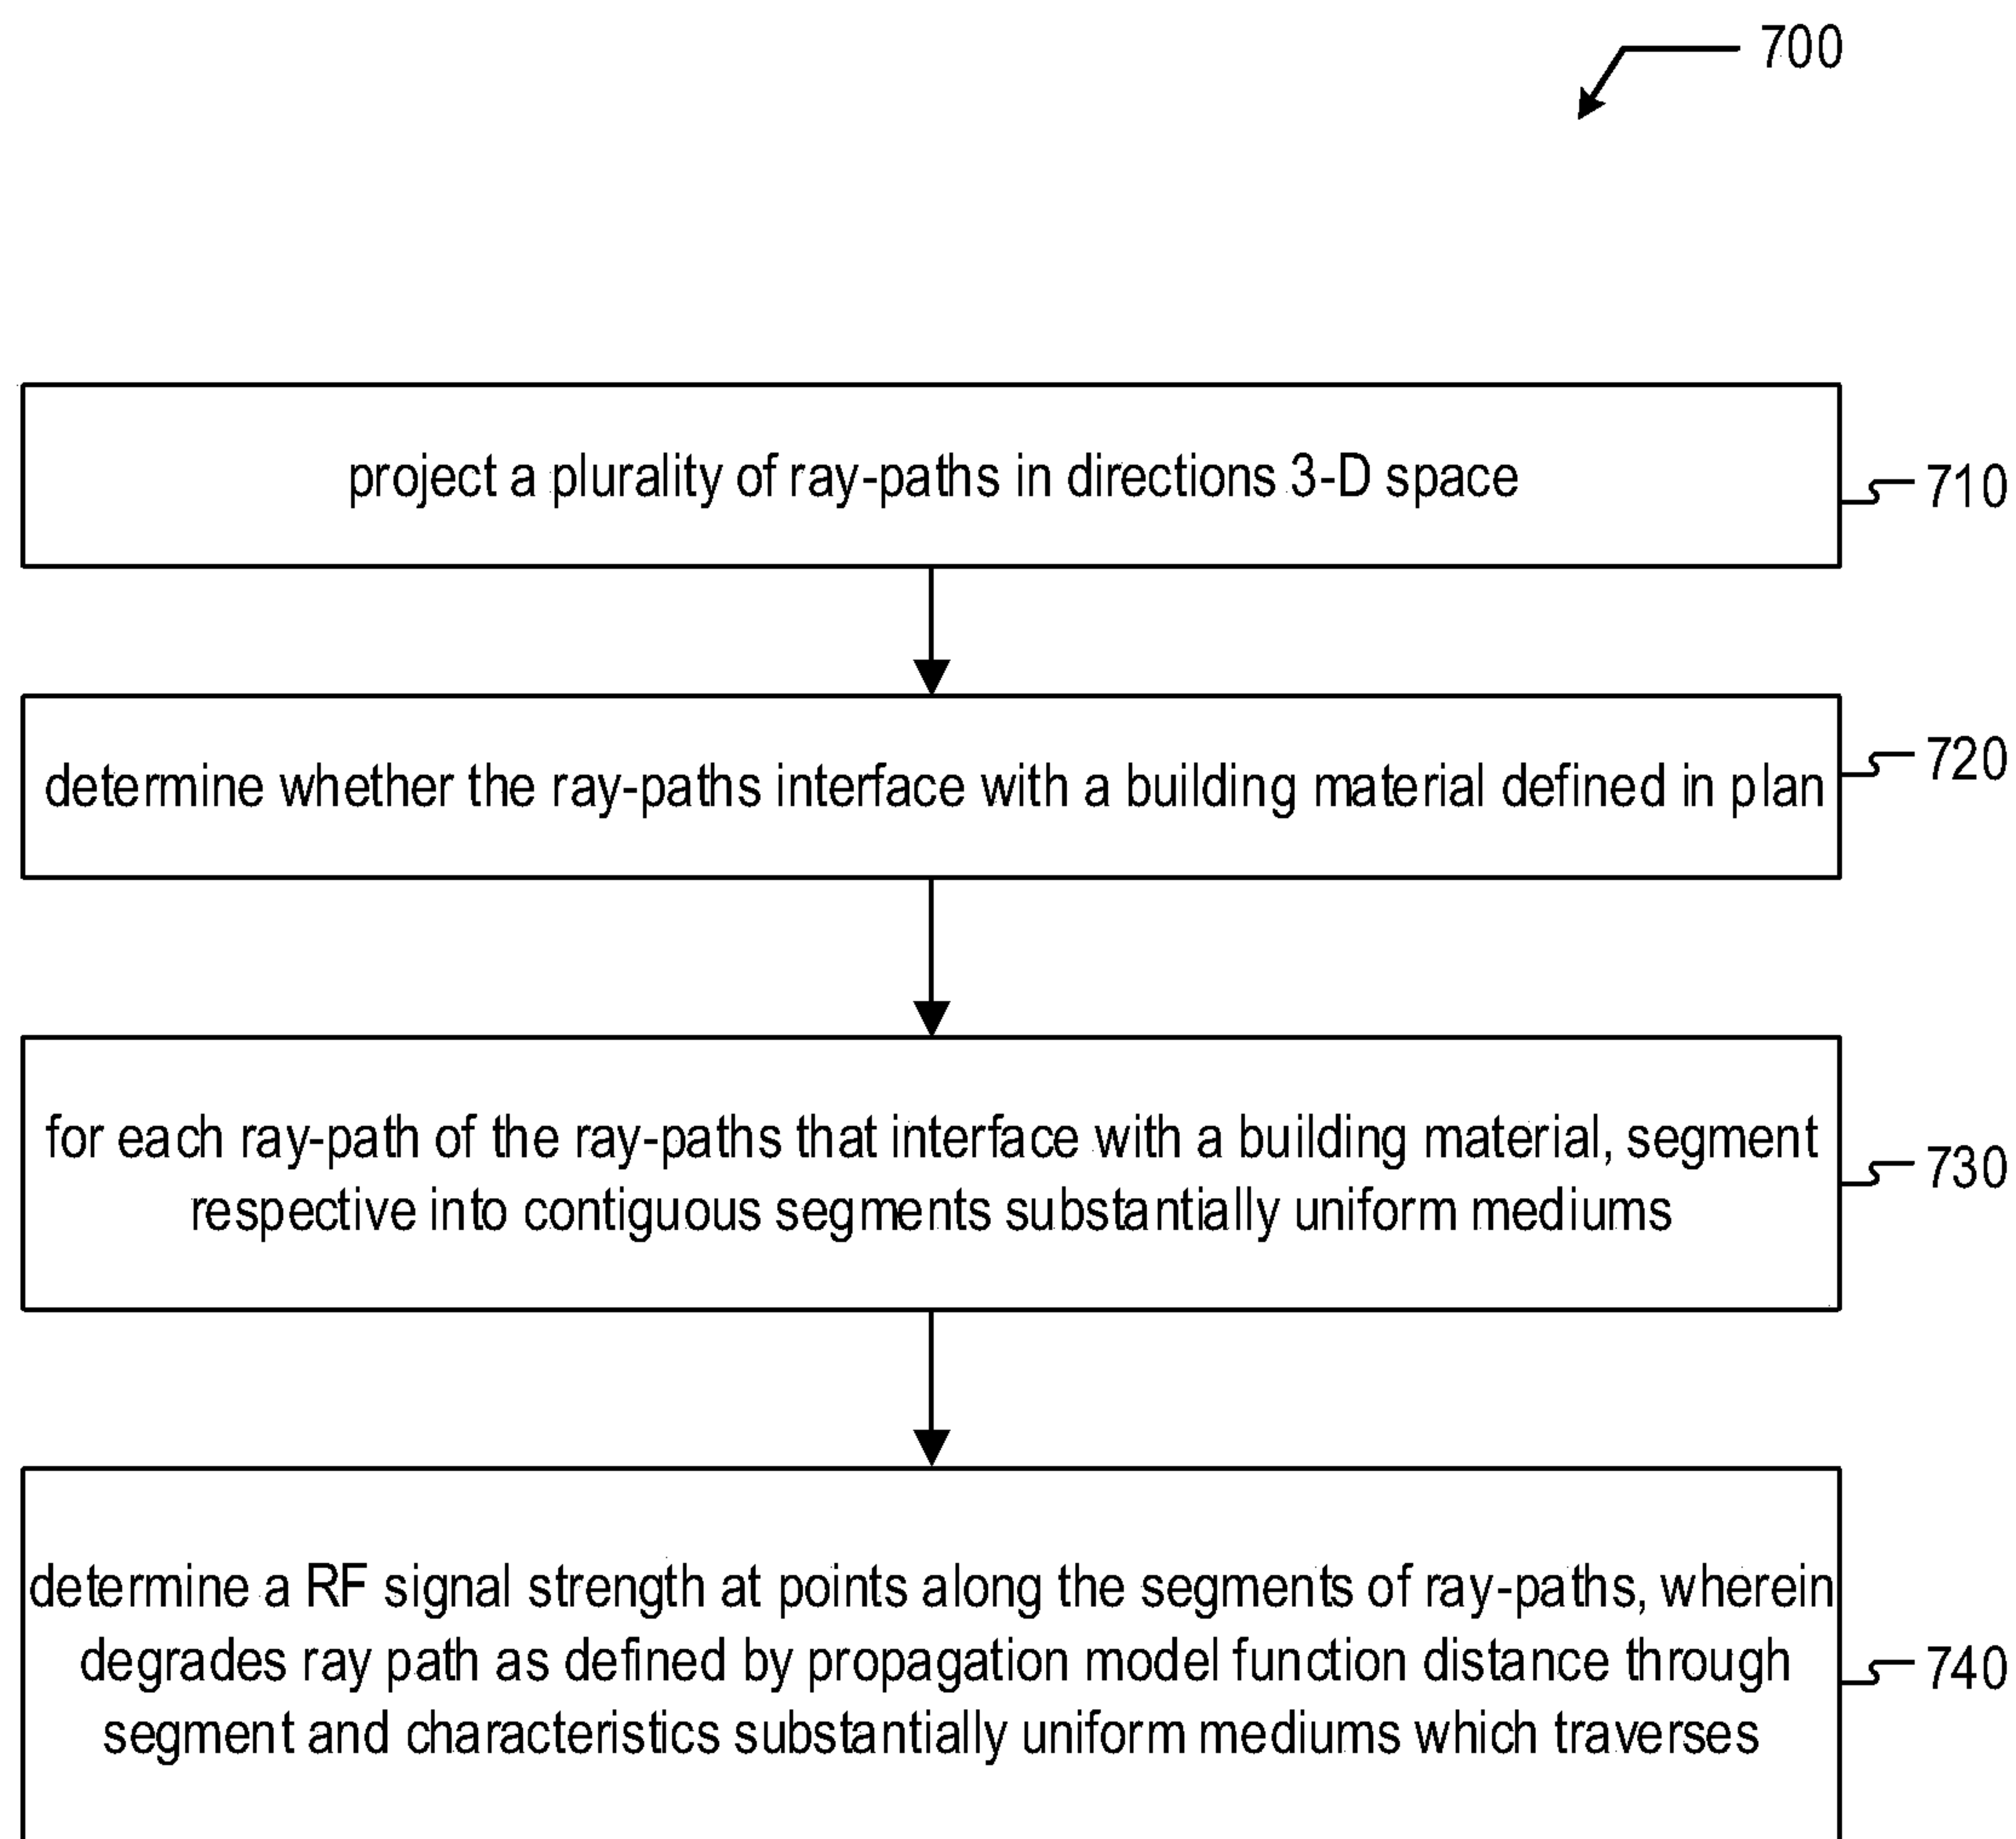 700
project a plurality of ray-paths in directions 3-D space
710
determine whether the ray-paths interface with a building material defined in plan
720
for each ray-path of the ray-paths that interface with a building material, segment
respective into contiguous segments substantially uniform mediums
730
determine a RF signal strength at points along the segments of ray-paths, wherein
degrades ray path as defined by propagation model function distance through
segment and characteristics substantially uniform mediums which traverses
740